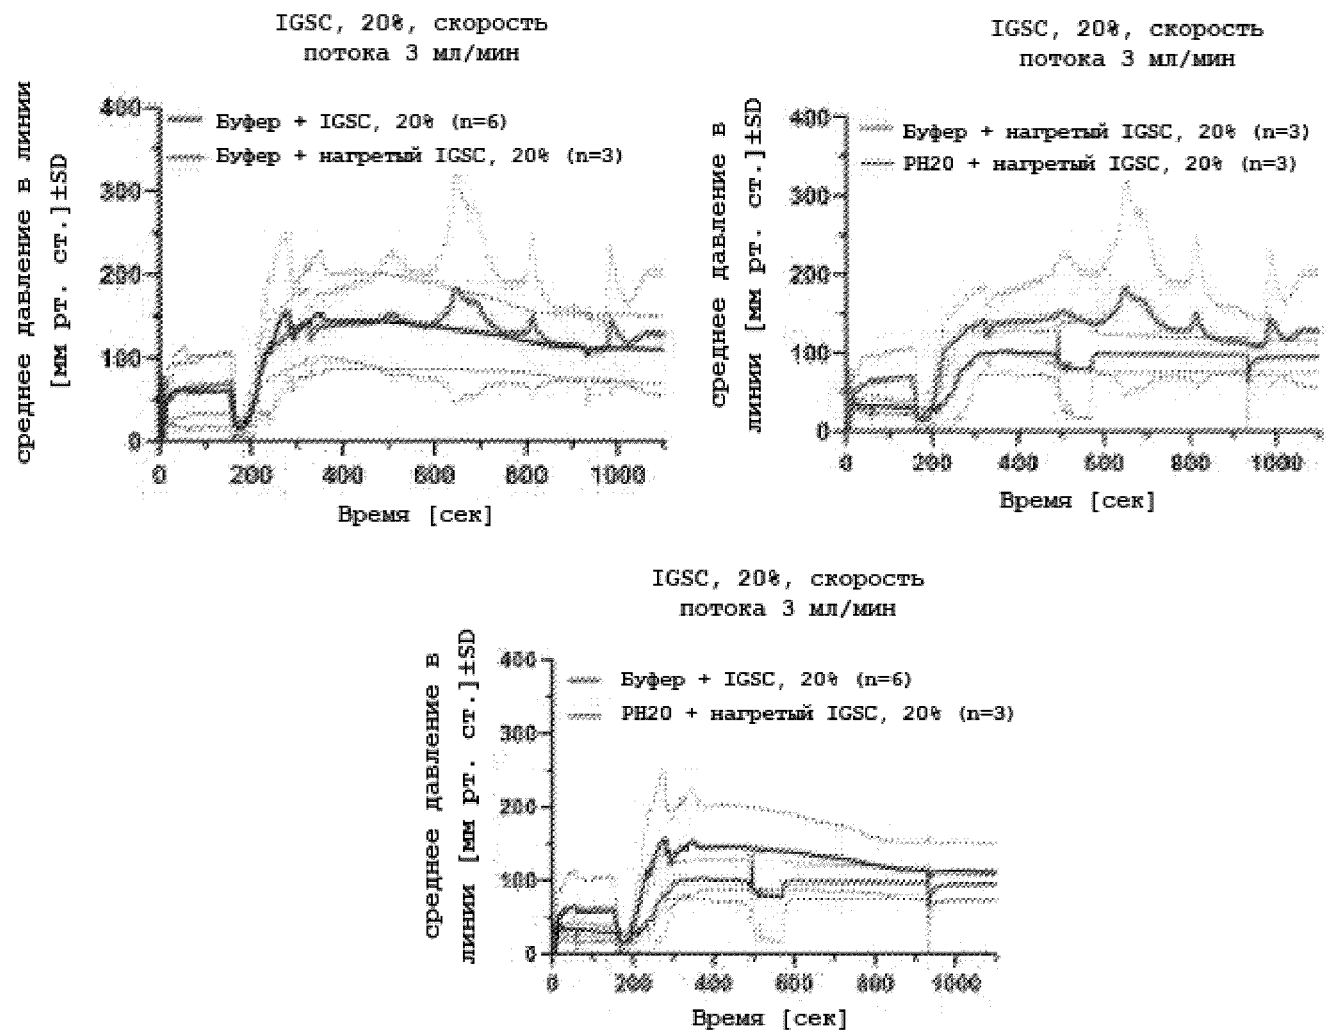 IGSC, 20%, скорость
потока 3 мл/мин
среднее давление в линии
[мм рт. ст.]±SD
400
300
200
100
0
Буфер + IGSC, 20% (n=6)
Буфер + нагретый IGSC, 20% (n=3)
0 200 400 600 800 1000
Время [сек]
IGSC, 20%, скорость
потока 3 мл/мин
среднее давление в
линии [мм рт. ст.]±SD
400
300
200
100
0
Буфер + нагретый IGSC, 20% (n=3)
PH20 + нагретый IGSC, 20% (n=3)
0 200 400 600 800 1000
Время [сек]
IGSC, 20%, скорость
потока 3 мл/мин
среднее давление в
линии [мм рт. ст.]±SD
400
300
200
100
0
Буфер + IGSC, 20% (n=6)
PH20 + нагретый IGSC, 20% (n=3)
0 200 400 600 800 1000
Время [сек]